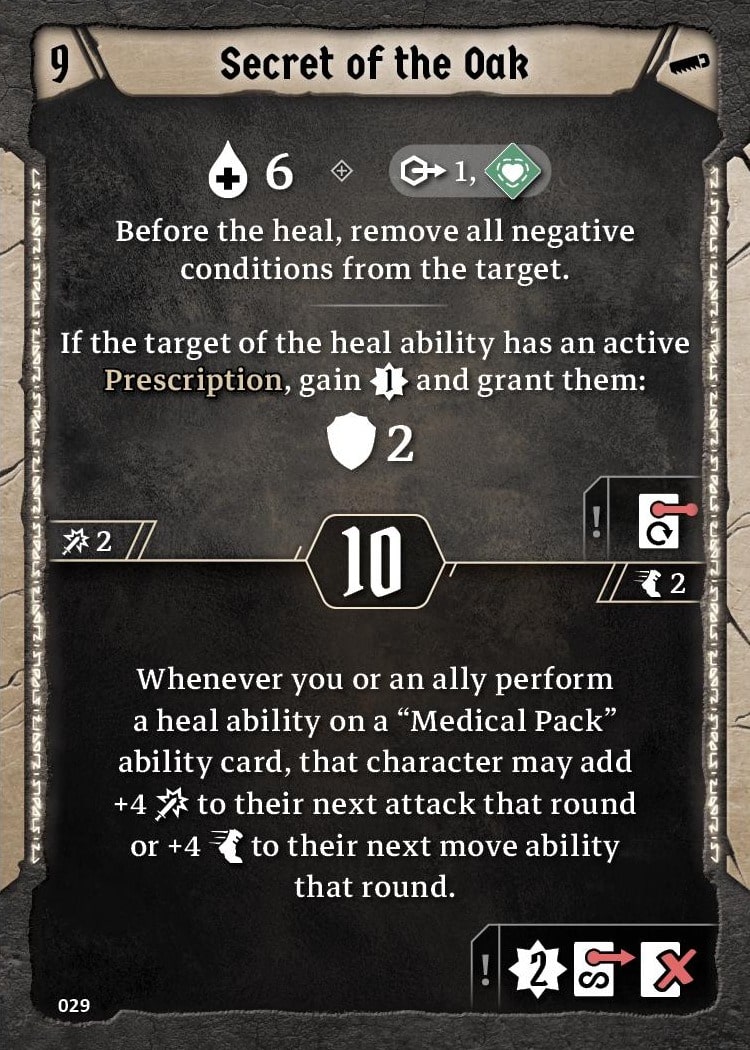 9
Secret of the Oak
6
1,
Before the heal, remove all negative
conditions from the target.
If the target of the heal ability has an active
Prescription, gain 1 and grant them:
2
2
10
!
2
Whenever you or an ally perform
a heal ability on a “Medical Pack”
ability card, that character may add
+4 to their next attack that round
or +4 to their next move ability
that round.
! 2
029